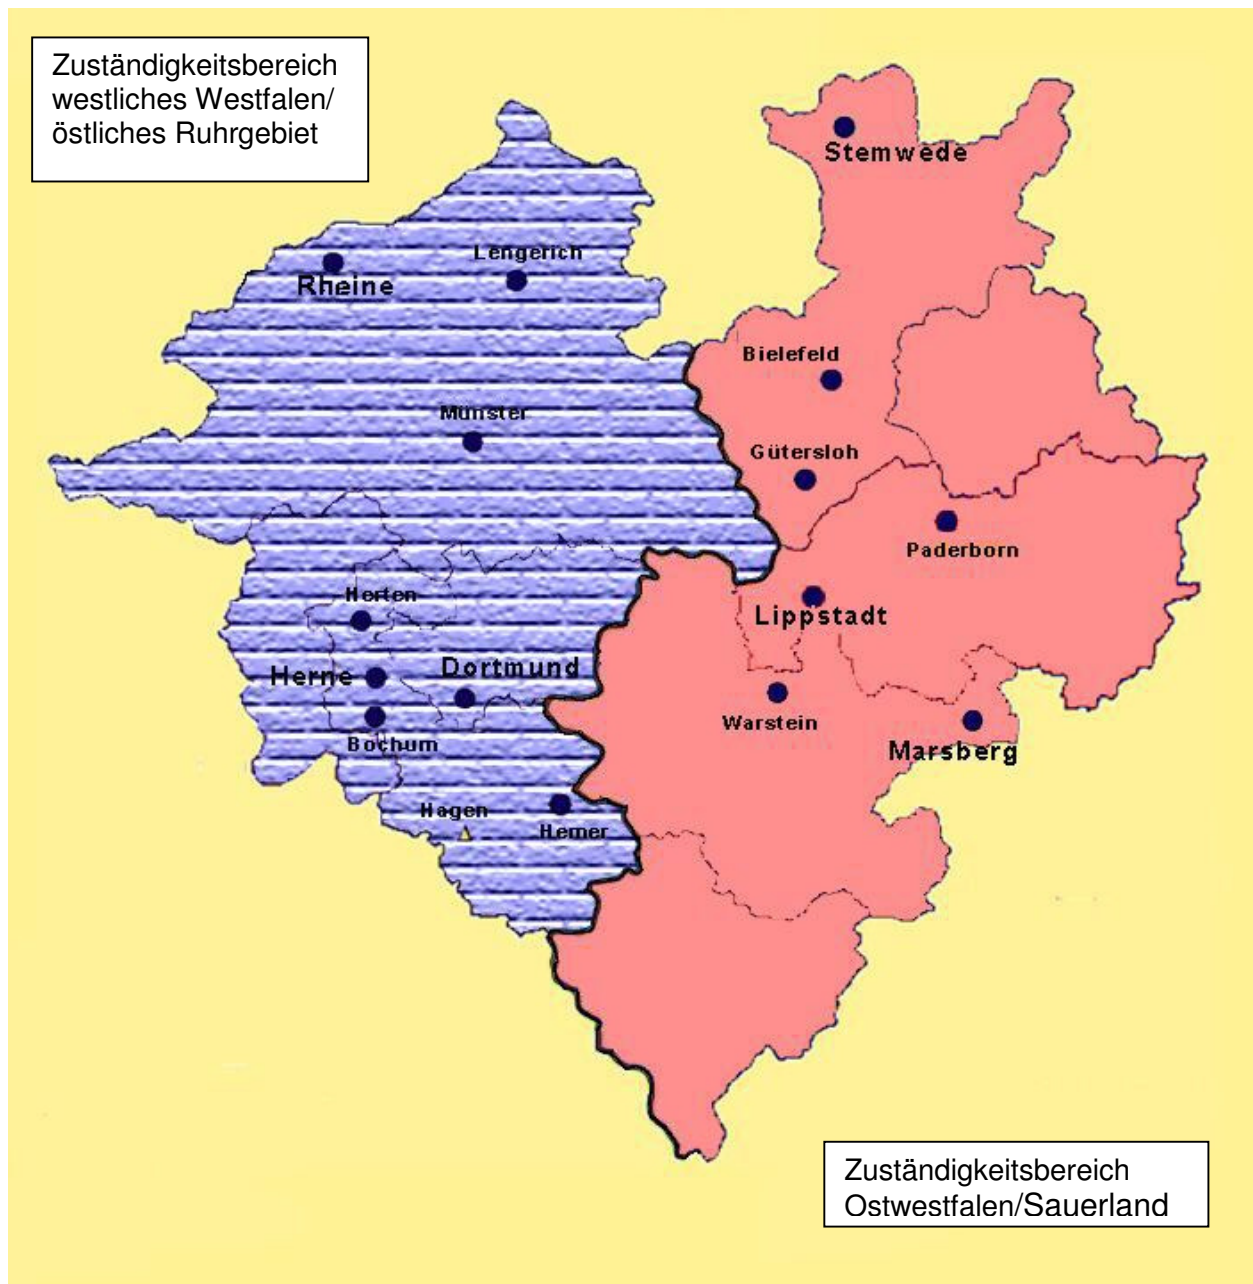 Zuständigkeitsbereich
westliches Westfalen/
östliches Ruhrgebiet
Stemwede
Lengerich
Rheine
Bielefeld
Münster
Gütersloh
Paderborn
Herten
Lippstadt
Herne
Dortmund
Warstein
Bochum
Marsberg
Hagen
Hemer
Zuständigkeitsbereich
Ostwestfalen/Sauerland